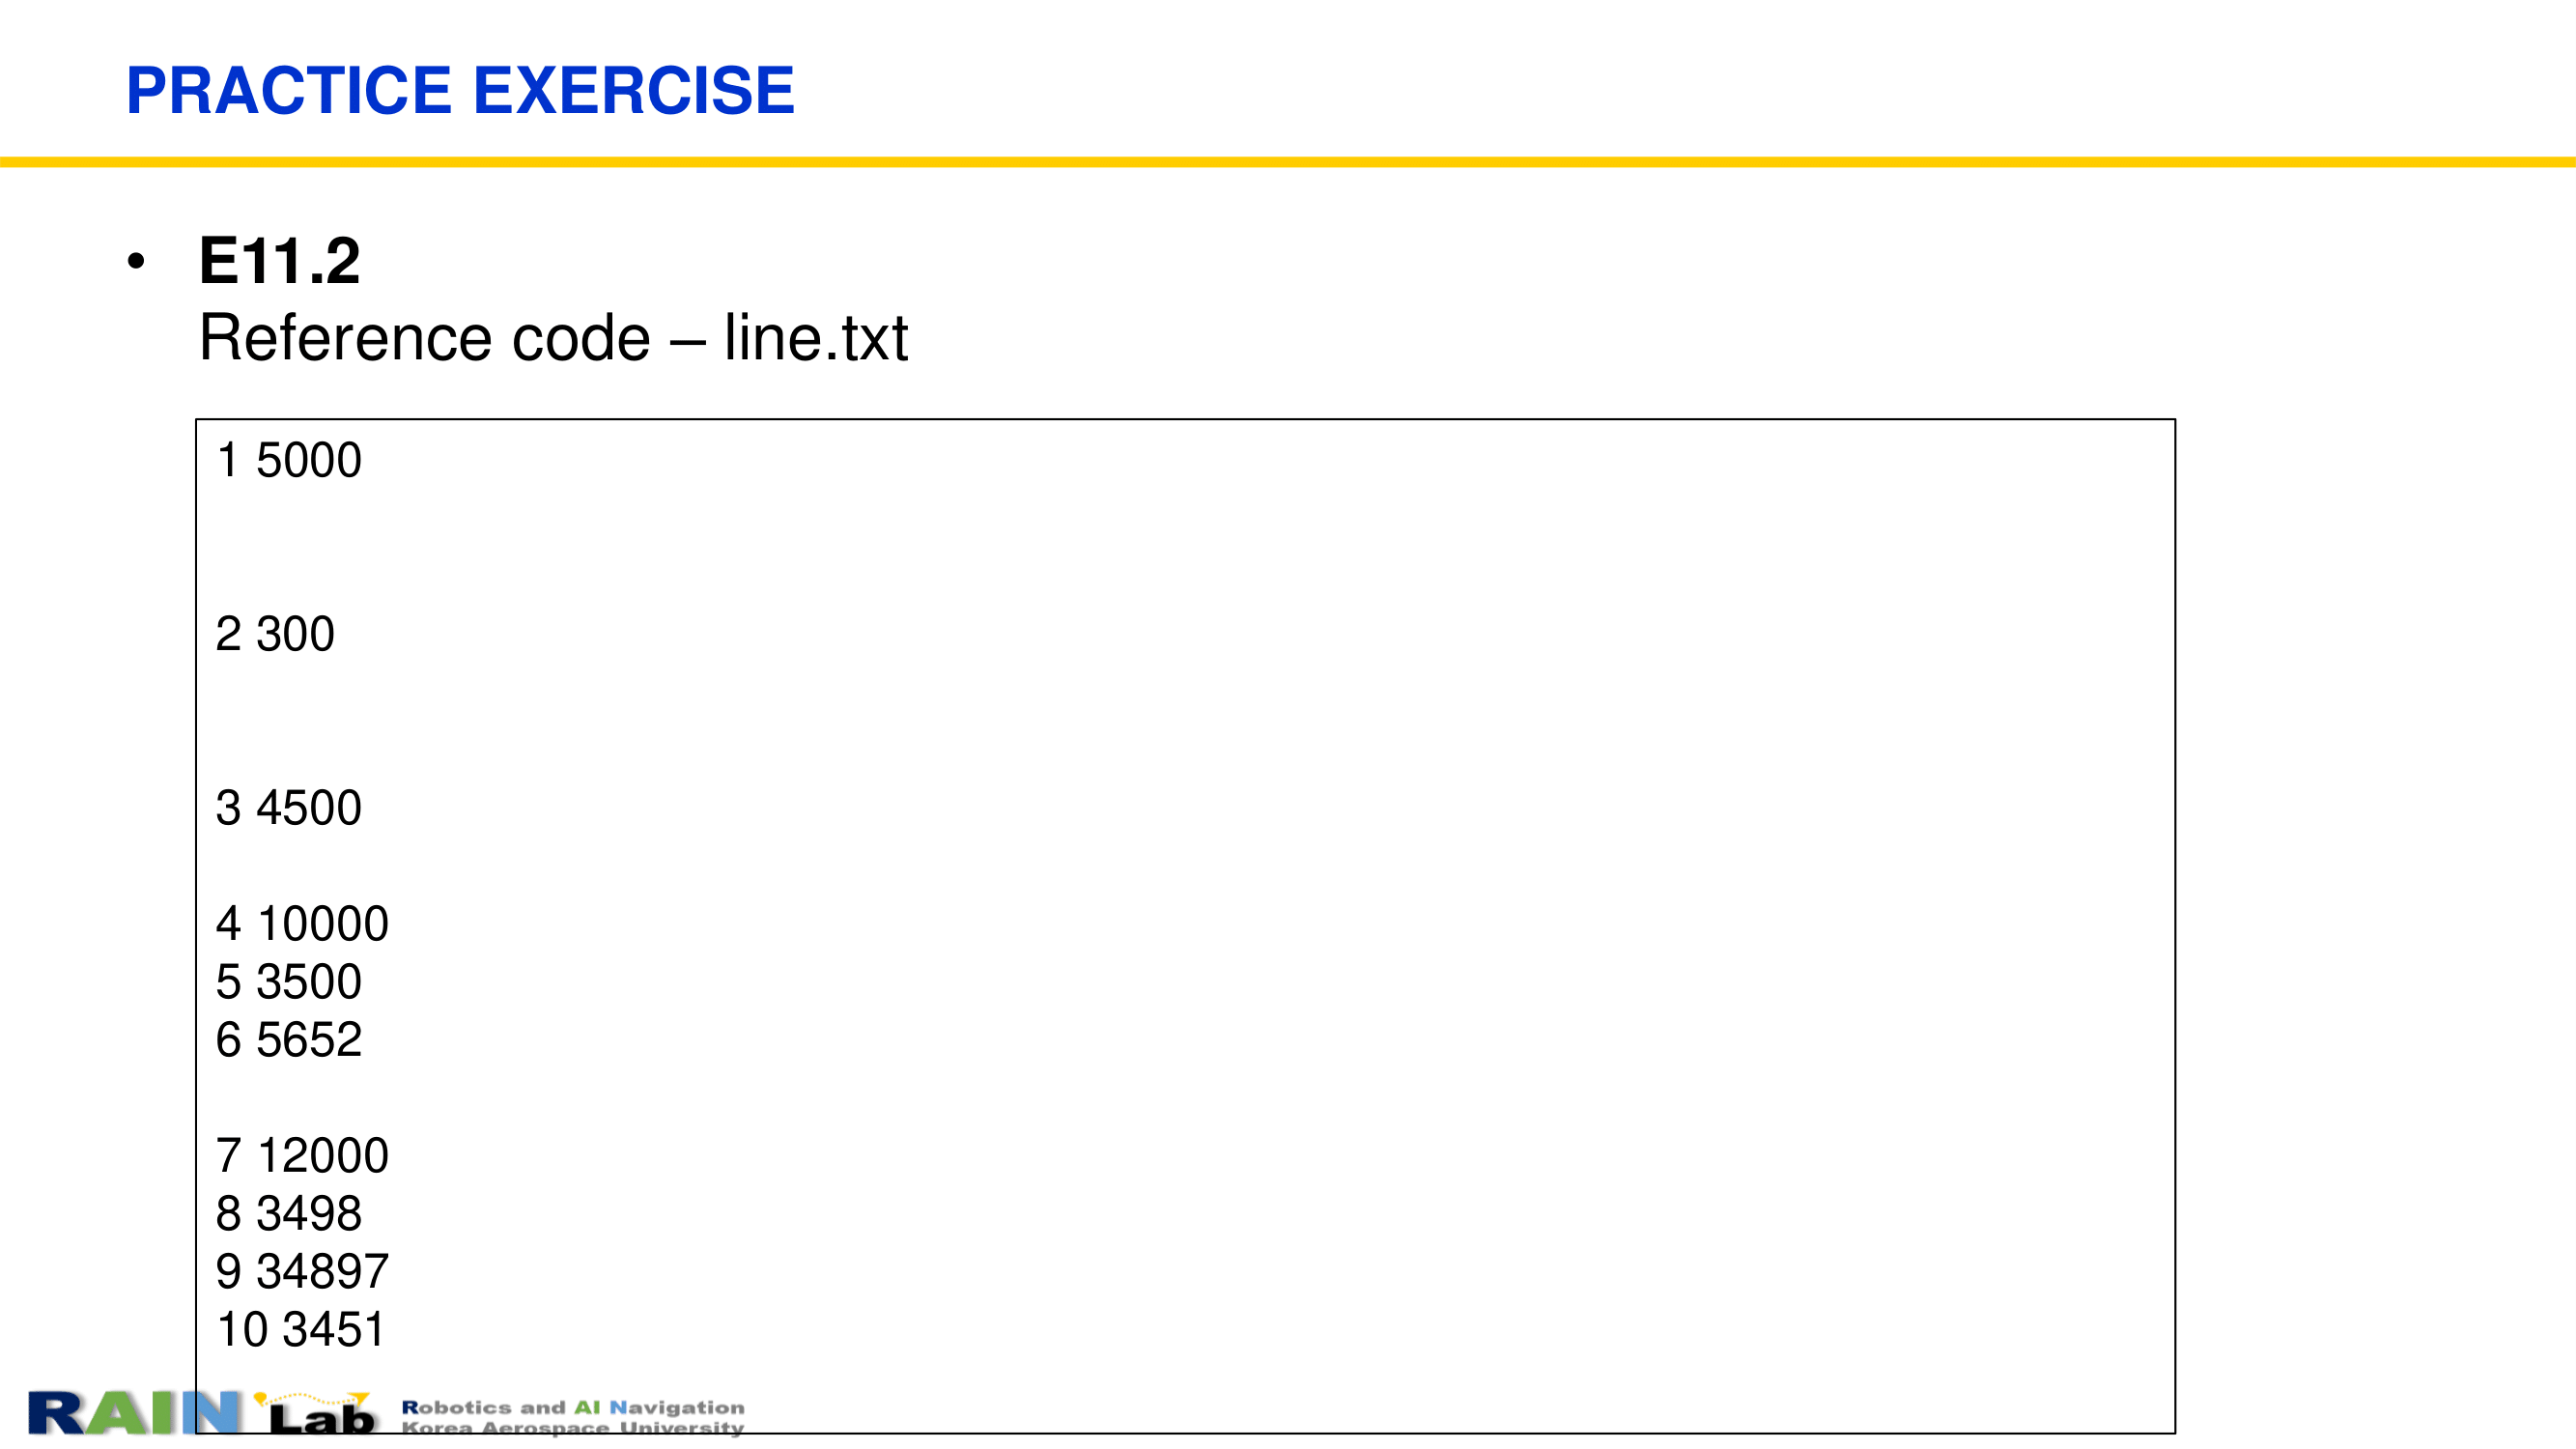 PRACTICE EXERCISE
• E11.2
Reference code – line.txt
1 5000
2 300
3 4500
4 10000
5 3500
6 5652
7 12000
8 3498
9 34897
10 3451
RAIN Lab
Robotics and AI Navigation
Korea Aerospace University